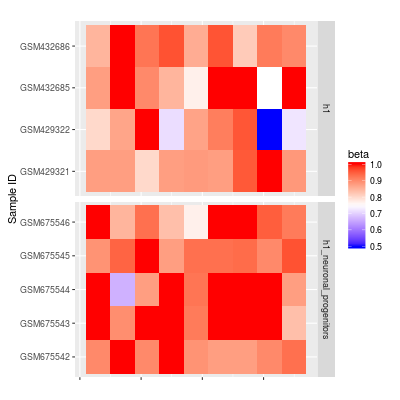 GSM432686
GSM432685
GSM429322
GSM429321
h1
GSM675546
GSM675545
GSM675544
GSM675543
GSM675542
h1_neuronal_progenitors
Sample ID
beta
1.0
0.9
0.8
0.7
0.6
0.5